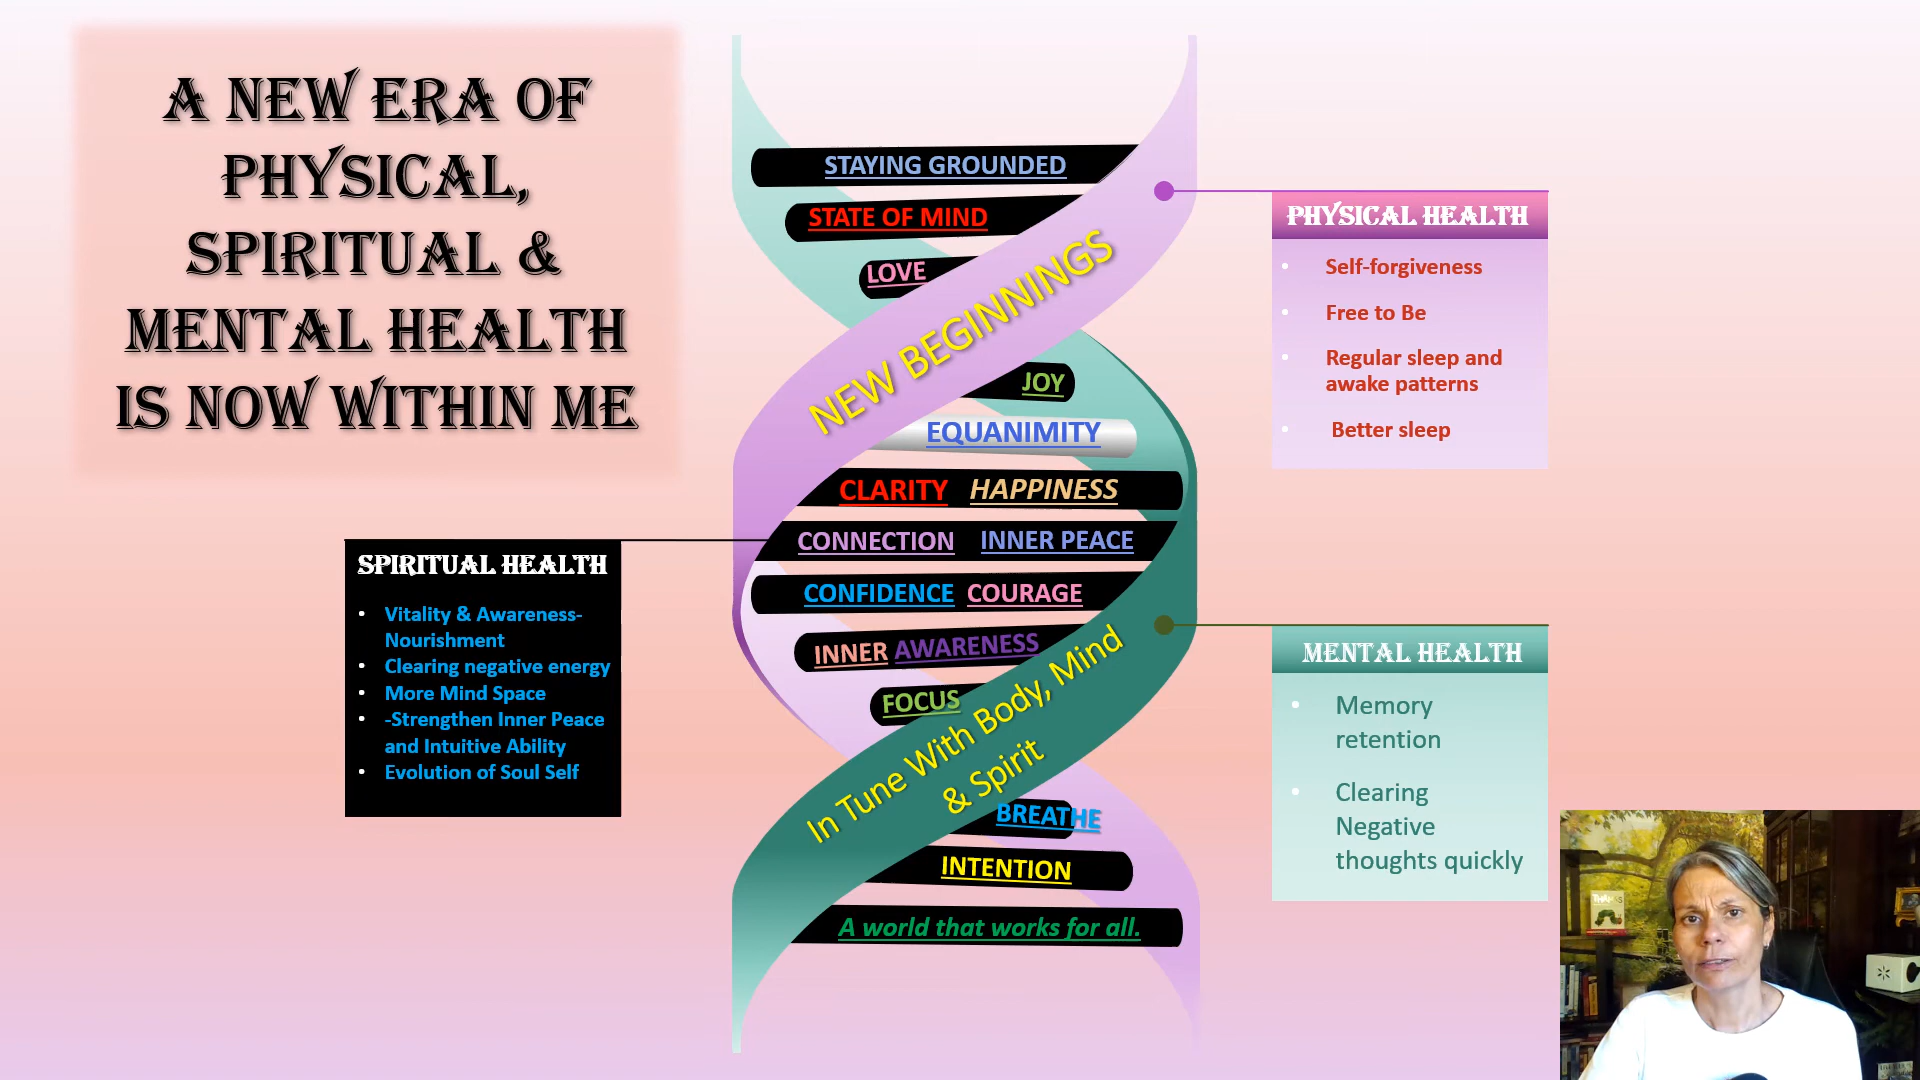 A NEW ERA OF
PHYSICAL,
SPIRITUAL &
MENTAL HEALTH
IS NOW WITHIN ME
STAYING GROUNDED
STATE OF MIND
LOVE
NEW BEGINNINGS
JOY
EQUANIMITY
CLARITY HAPPINESS
CONNECTION INNER PEACE
CONFIDENCE COURAGE
INNER AWARENESS
FOCUS
In Tune With Body, Mind
& Spirit
BREATHE
INTENTION
A world that works for all.
PHYSICAL HEALTH
• Self-forgiveness
• Free to Be
• Regular sleep and
awake patterns
• Better sleep
SPIRITUAL HEALTH
• Vitality & Awareness-
Nourishment
• Clearing negative energy
• More Mind Space
• -Strengthen Inner Peace
and Intuitive Ability
• Evolution of Soul Self
MENTAL HEALTH
• Memory
retention
• Clearing
Negative
thoughts quickly